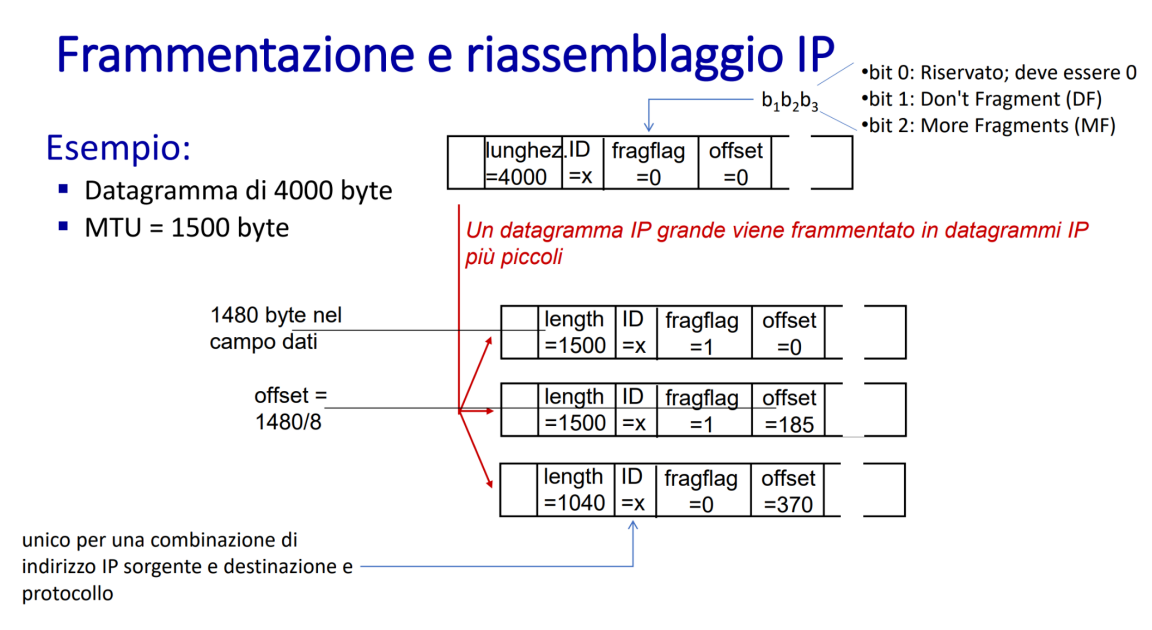 Frammentazione e riassemblaggio IP
•bit 0: Riservato; deve essere 0
b1b2b3
•bit 1: Don't Fragment (DF)
•bit 2: More Fragments (MF)
Esempio:
▪ Datagramma di 4000 byte
▪ MTU = 1500 byte
lunghez. ID fragflag offset
=4000 =x =0 =0
Un datagramma IP grande viene frammentato in datagrammi IP
più piccoli
1480 byte nel
campo dati
length ID fragflag offset
=1500 =x =1 =0
offset =
1480/8
length ID fragflag offset
=1500 =x =1 =185
length ID fragflag offset
=1040 =x =0 =370
unico per una combinazione di
indirizzo IP sorgente e destinazione e
protocollo